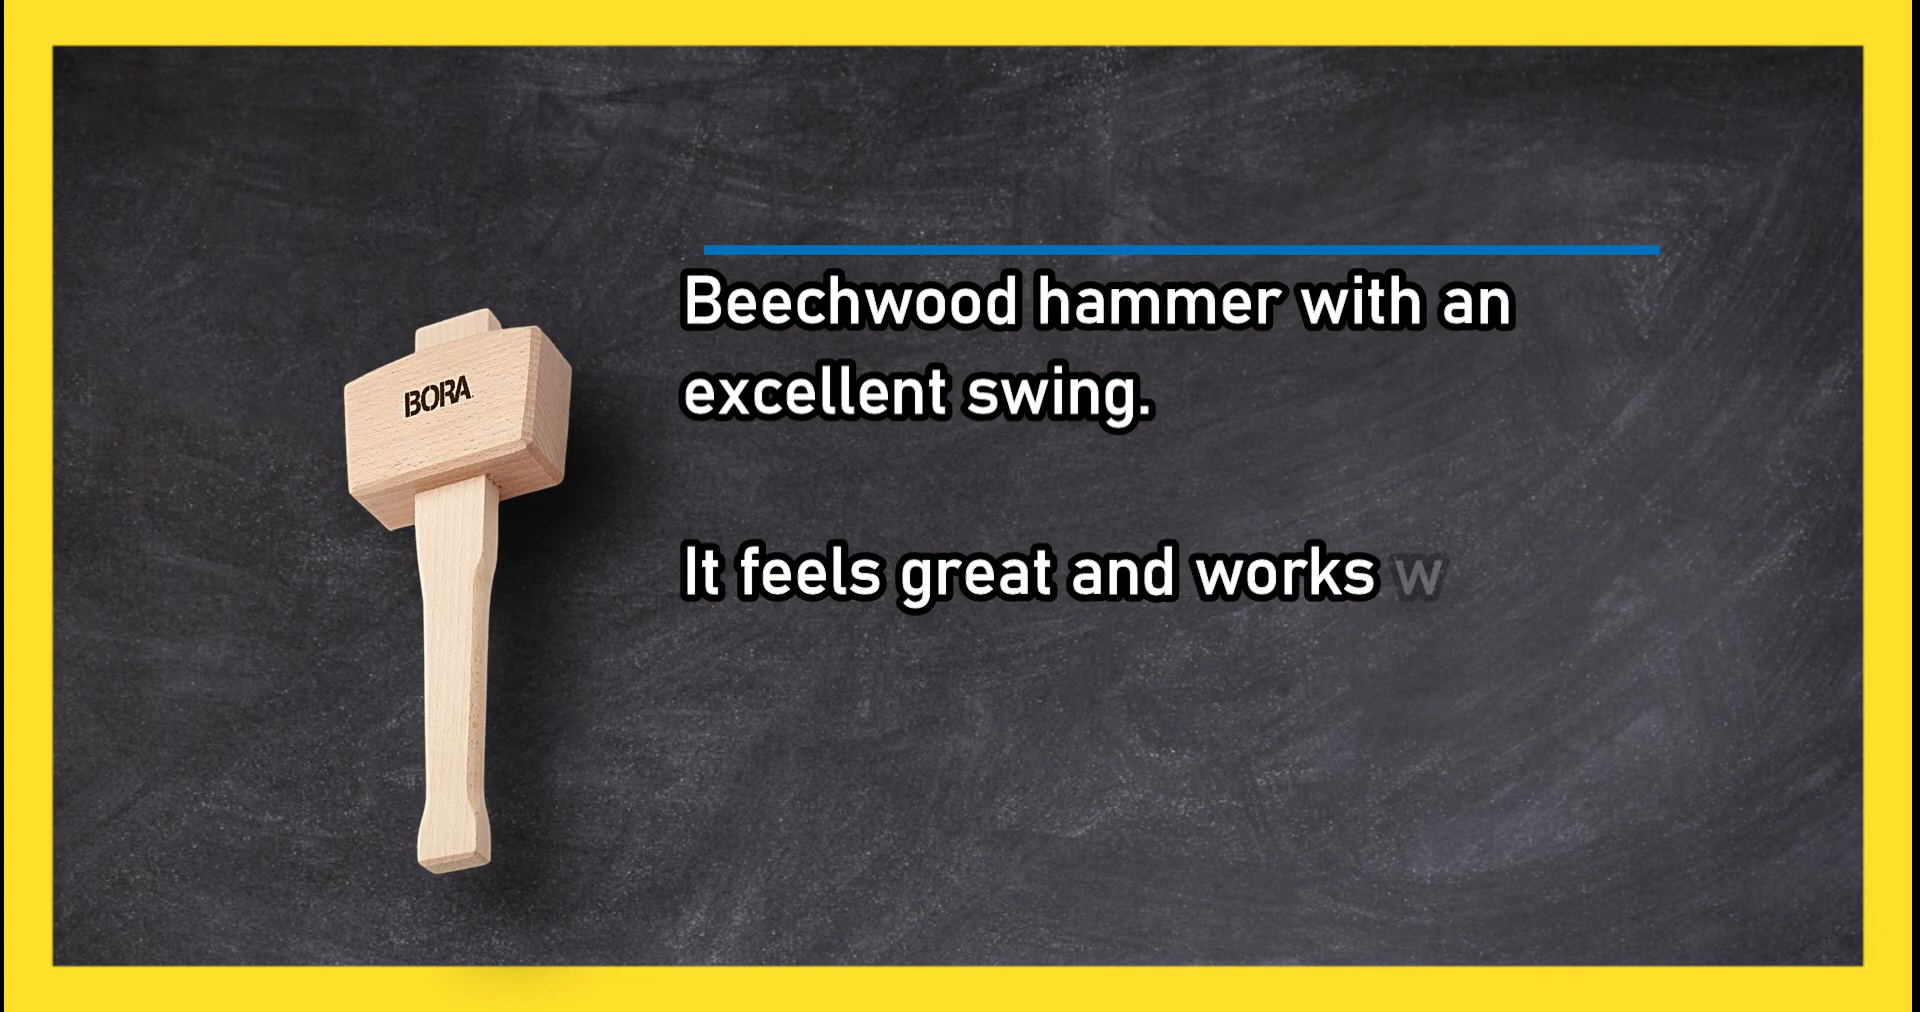 BORA
Beechwood hammer with an
excellent swing.
It feels great and works w